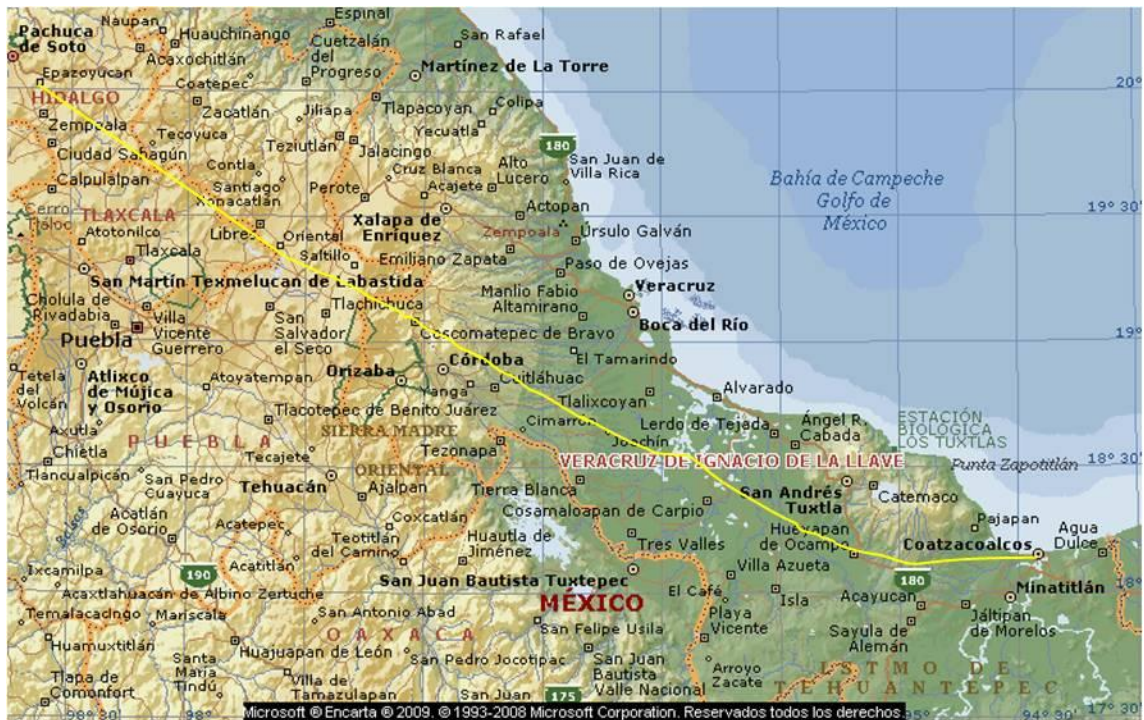 Naupan
Espinal
Pachuca
de Soto
Huauchinango
Cuetzalán
del
Progreso
San Rafael
Acaxochitlán
Epazoyucan
Coatepec
Martínez de La Torre
20°
HIDALGO
Zacatlán
Jiliapa
Tlapacoyan
Colipa
Zempoala
Tecoyuca
Yecuatla
Teziutlán
Jalacingo
180
Ciudad Sahagún
Contla
Cruz Blanca
Alto
Lucero
San Juan de
Villa Rica
Calpulalpan
Santiago
Perote
Acajete
Bahía de Campeche
Golfo de
México
Cerro
Tláloc
TLAXCALA
Xalapa de
Enríquez
Actopan
19° 30'
Atotonilco
Libres
Oriental
Zempoala
Úrsulo Galván
Tlaxcala
Saltillo
Emiliano Zapata
Paso de Ovejas
San Martín Texmelucan de Labastida
Cholula de
Rivadabia
Tlachichuca
Manlio Fabio
Altamirano
Veracruz
Villa
Vicente
Guerrero
San
Salvador
el Seco
Coscomatepec de Bravo
Boca del Río
Puebla
19°
Córdoba
El Tamarindo
Tetela
del
Volcán
Atlixco
de Mújica
y Osorio
Atoyatempan
Orizaba
Yanga
Cuitláhuac
Alvarado
Tlalixcoyan
Tlacotepec de Benito Juárez
SIERRA MADRE
ORIENTAL
Cimarron
Lerdo de Tejada
Ángel R.
Cabada
ESTACIÓN
BIOLÓGICA
LOS TUXTLAS
Axutla
PUEBLA
Joachín
Chietla
Tecajete
Tezonapa
VERACRUZ DE IGNACIO DE LA LLAVE
18° 30'
Punta Zapotitlán
Tlancualpicán
San Pedro
Cuayuca
Tehuacán
Ajalpan
Tierra Blanca
San Andrés
Tuxtla
Catemaco
Acatlán
de Osorio
Coxcatlán
Cosamaloapan de Carpio
Acatepec
Teotitlán
del Camino
Huautla de
Jiménez
Tres Valles
Hueyapan
de Ocampo
Pajapan
Coatzacoalcos
Agua
Dulce
Ixcamilpa
190
Acatitlán
San Juan Bautista Tuxtepec
Villa Azueta
180
18°
Acaxtlahuacán de Albino Zertuche
MÉXICO
El Café
Isla
Acayucan
Minatitlán
Temalacacingo
Mariscala
San Antonio Abad
Playa
Vicente
Jáltipan
de Morelos
OAXACA
San Felipe Usila
Sayula de
Alemán
Huamuxtitlán
Huajuapan de León
San Pedro Jocotipac
Santa
María
Tindú
San Juan
Bautista
Valle Nacional
Arroyo
Zacate
ISTMO DE
TEHUANTEPEC
Tlapa de
Comonfort
Villa de
Tamazulapan
San Juan
175
98° 30'
98°
95°
94° 30'
17° 30'
Microsoft ® Encarta ® 2009. © 1993-2008 Microsoft Corporation. Reservados todos los derechos.